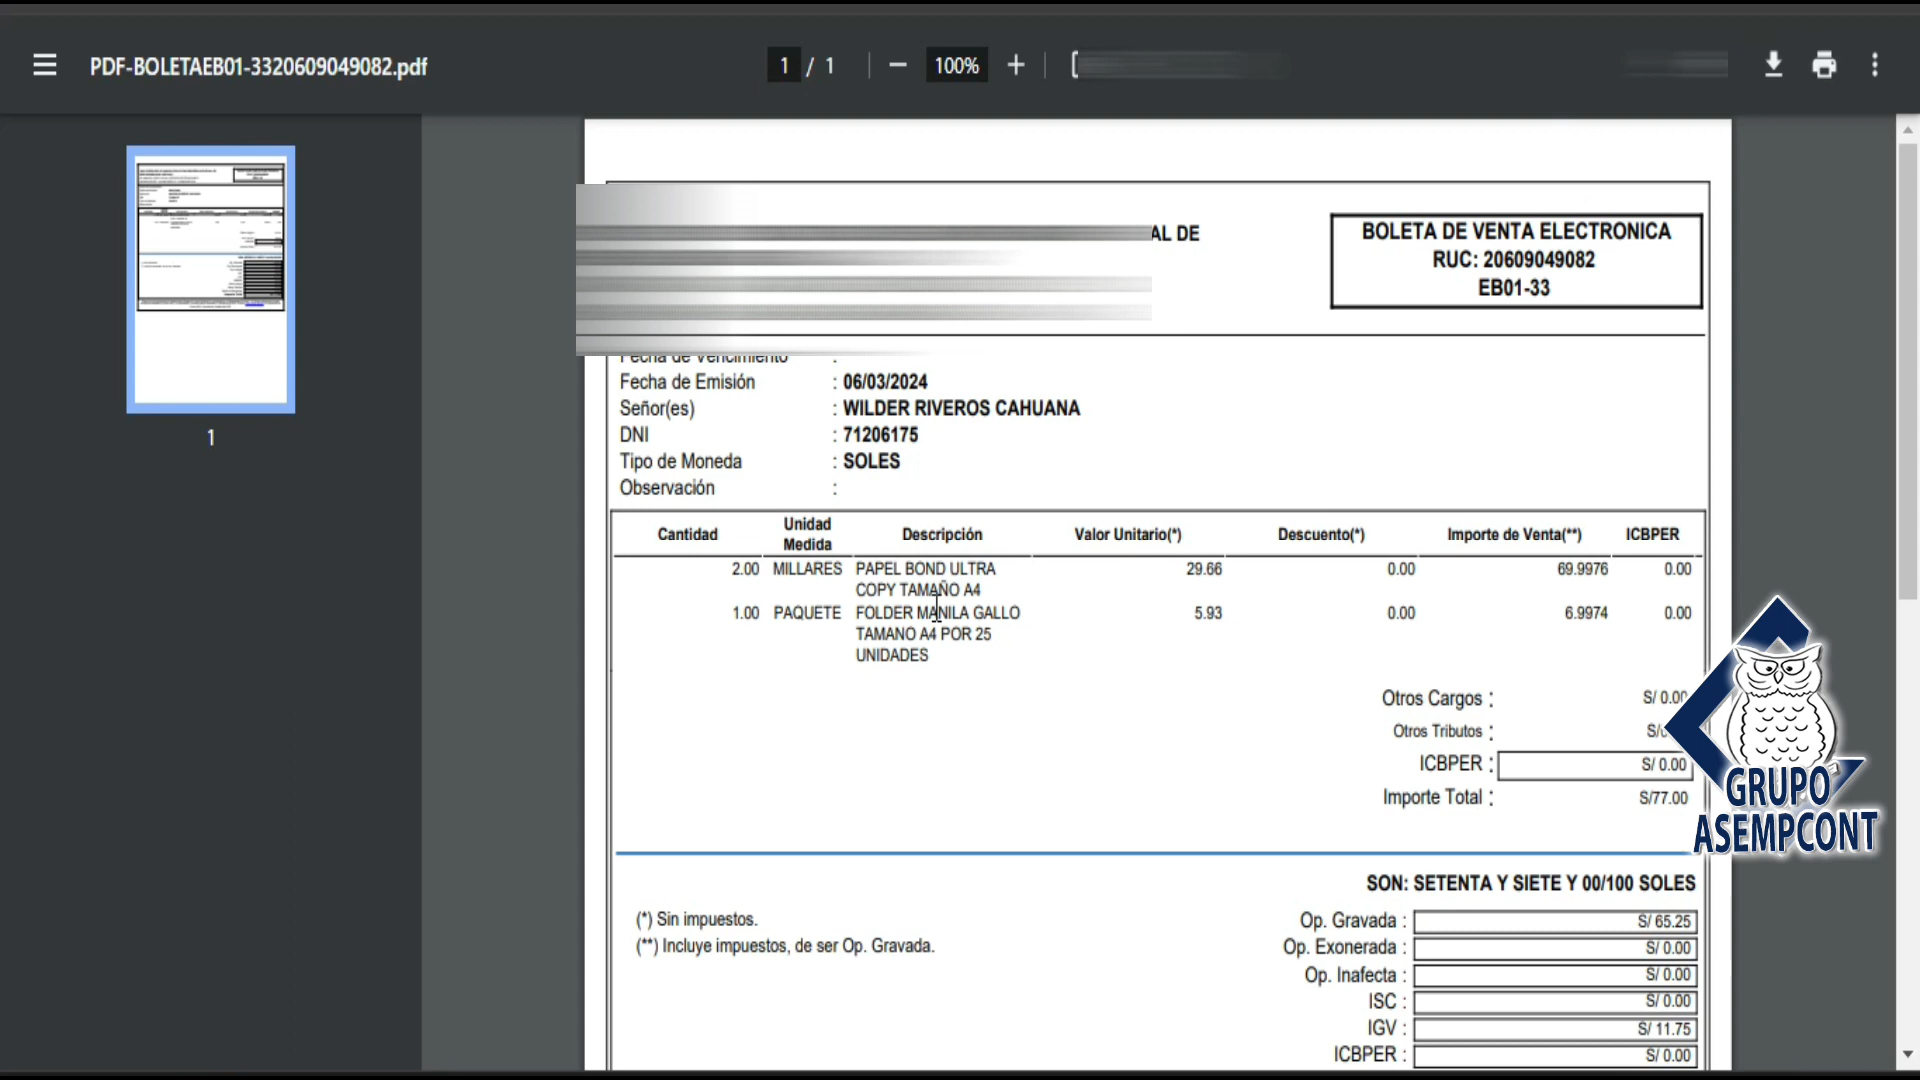 PDF-BOLETAEB01-3320609049082.pdf
1 / 1
100%
1
AL DE
BOLETA DE VENTA ELECTRONICA
RUC: 20609049082
EB01-33
Fecha de Vencimiento :
Fecha de Emisión : 06/03/2024
Señor(es) : WILDER RIVEROS CAHUANA
DNI : 71206175
Tipo de Moneda : SOLES
Observación :
Cantidad Unidad Medida Descripción Valor Unitario(*) Descuento(*) Importe de Venta(**) ICBPER
2.00 MILLARES PAPEL BOND ULTRA 29.66 0.00 69.9976 0.00
COPY TAMAÑO A4
1.00 PAQUETE FOLDER MANILA GALLO 5.93 0.00 6.9974 0.00
TAMANO A4 POR 25
UNIDADES
Otros Cargos : S/ 0.00
Otros Tributos : S/
ICBPER : S/ 0.00
Importe Total : S/77.00
GRUPO
ASEMPCONT
SON: SETENTA Y SIETE Y 00/100 SOLES
(*) Sin impuestos.
(**) Incluye impuestos, de ser Op. Gravada.
Op. Gravada : S/ 65.25
Op. Exonerada : S/ 0.00
Op. Inafecta : S/ 0.00
ISC : S/ 0.00
IGV : S/ 11.75
ICBPER : S/ 0.00